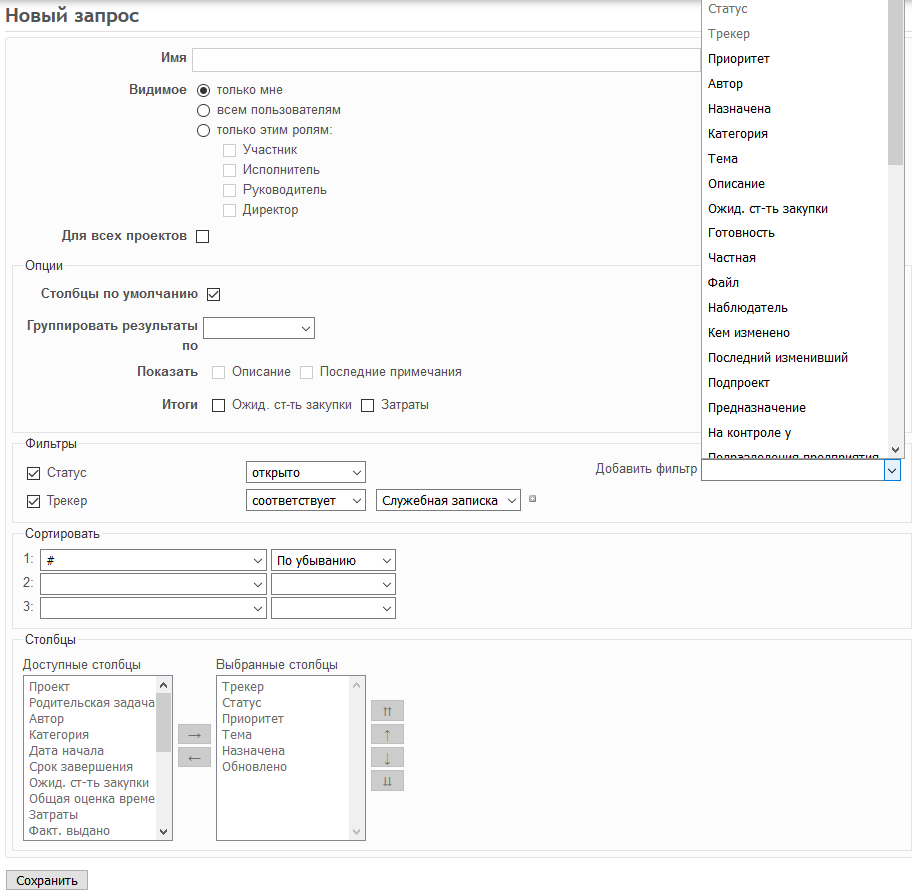 Новый запрос
Имя
Видимое только мне
всем пользователям
только этим ролям:
Участник
Исполнитель
Руководитель
Директор
Для всех проектов
Опции
Столбцы по умолчанию
Группировать результаты
по
Показать Описание Последние примечания
Итоги Ожид. ст-ть закупки Затраты
Статус
Трекер
Приоритет
Автор
Назначена
Категория
Тема
Описание
Ожид. ст-ть закупки
Готовность
Частная
Файл
Наблюдатель
Кем изменено
Последний изменивший
Подпроект
Предназначение
На контроле у
Подразделения предприятия
Фильтры
Статус открыто Добавить фильтр
Трекер соответствует Служебная записка
Сортировать
1: # По убыванию
2:
3:
Столбцы
Доступные столбцы
Проект
Родительская задача
Автор
Категория
Дата начала
Срок завершения
Ожид. ст-ть закупки
Общая оценка време
Затраты
Факт. выдано
→
←
Выбранные столбцы
Трекер
Статус
Приоритет
Тема
Назначена
Обновлено
⇈
↑
↓
⇊
Сохранить